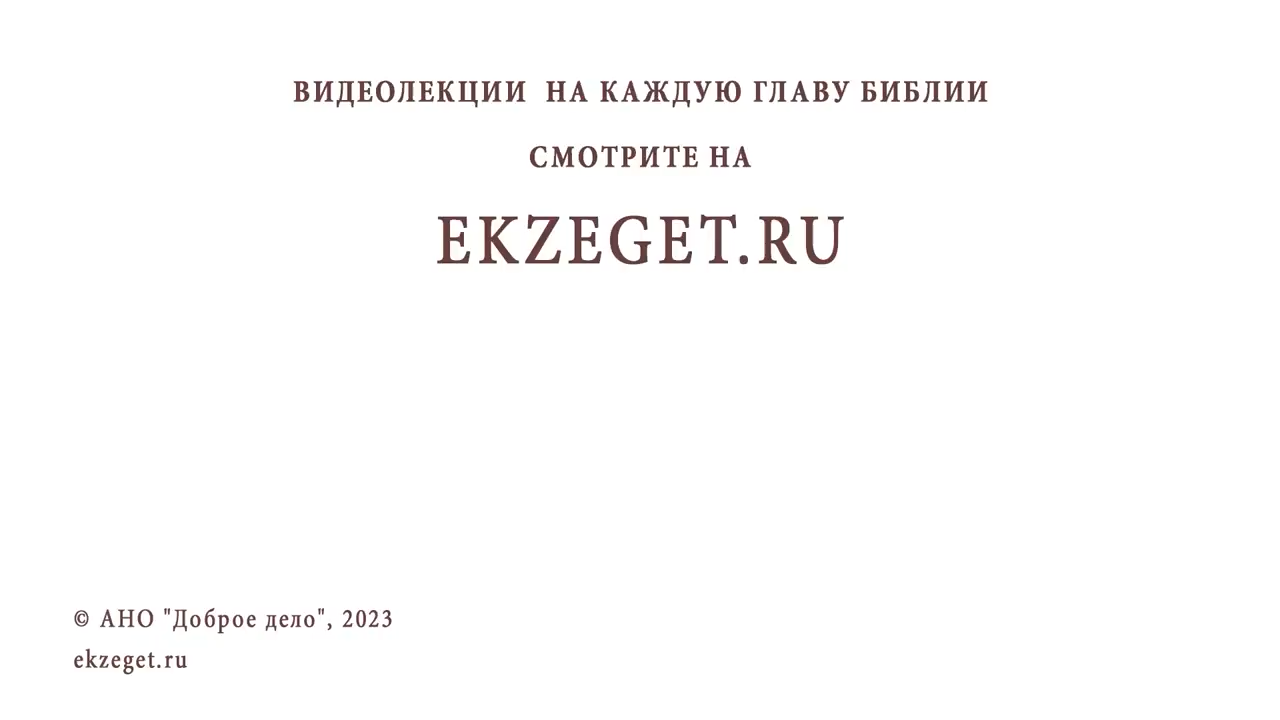 ВИДЕОЛЕКЦИИ НА КАЖДУЮ ГЛАВУ БИБЛИИ
СМОТРИТЕ НА
EKZEGET.RU
© АНО "Доброе дело", 2023
ekzeget.ru